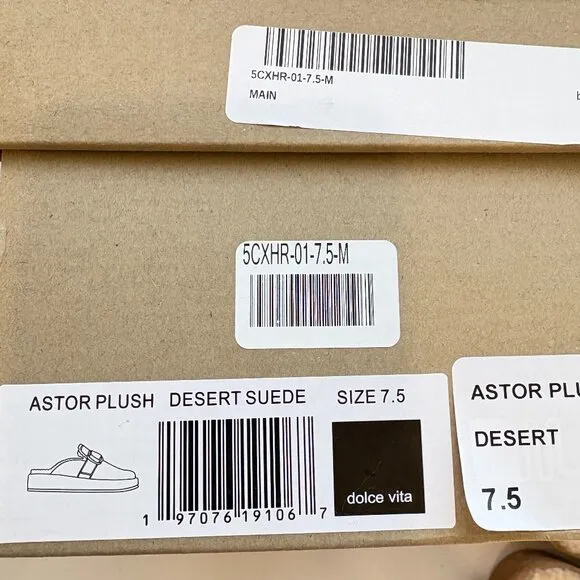 5CXHR-01-7.5-M
MAIN
5CXHR-01-7.5-M
ASTOR PLUSH DESERT SUEDE SIZE 7.5
1 97076 19106 7
dolce vita
ASTOR PLU
DESERT
7.5